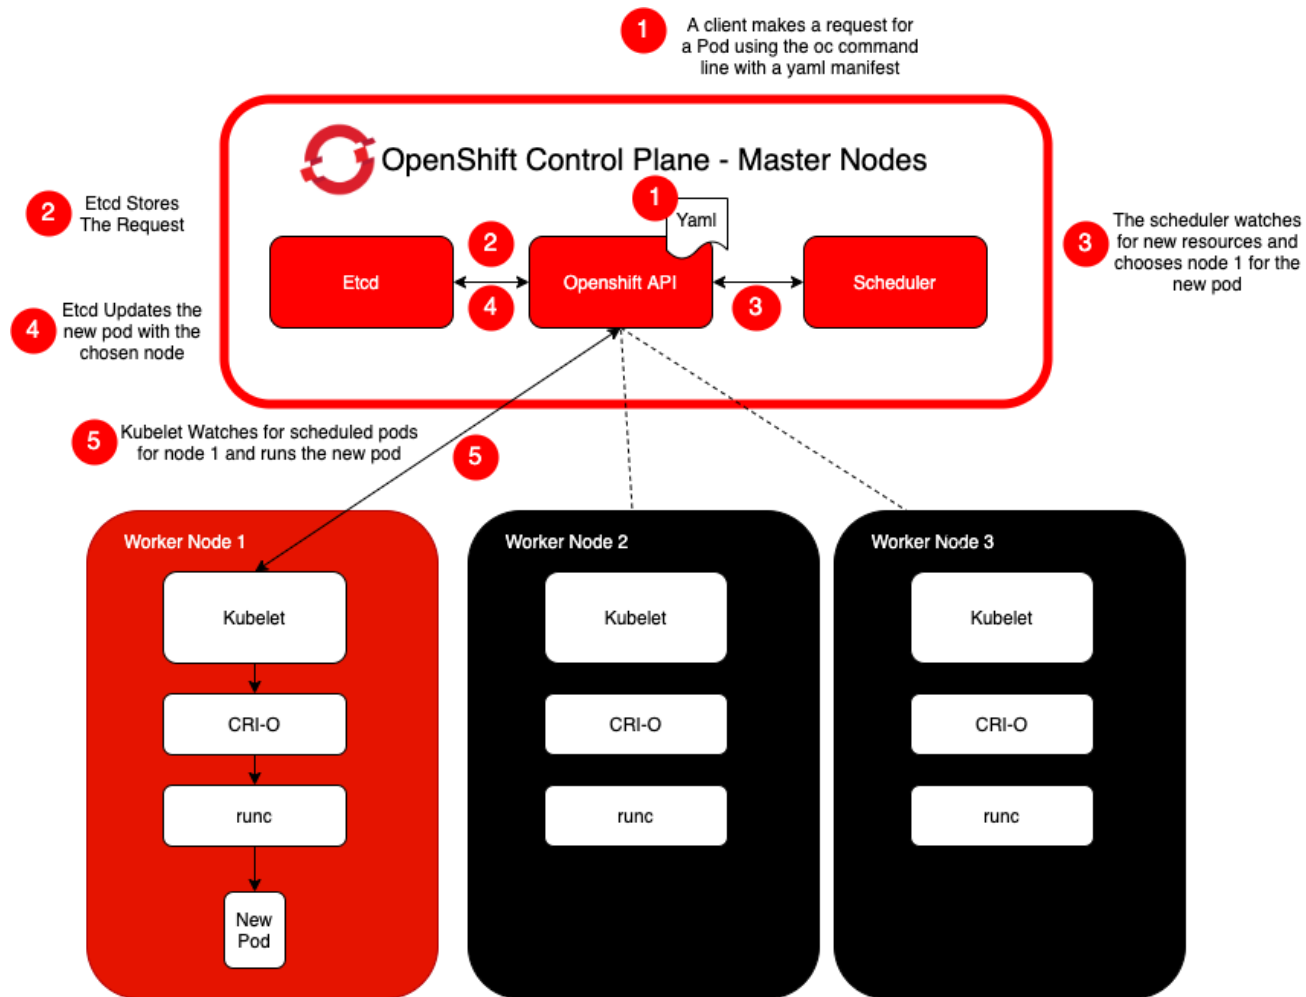 1
A client makes a request for
a Pod using the oc command
line with a yaml manifest
OpenShift Control Plane - Master Nodes
2
Etcd Stores
The Request
1
Yaml
3
The scheduler watches
for new resources and
chooses node 1 for the
new pod
Etcd
2
4
Openshift API
3
Scheduler
4
Etcd Updates the
new pod with the
chosen node
5
Kubelet Watches for scheduled pods
for node 1 and runs the new pod
5
Worker Node 1
Kubelet
CRI-O
runc
New
Pod
Worker Node 2
Kubelet
CRI-O
runc
Worker Node 3
Kubelet
CRI-O
runc